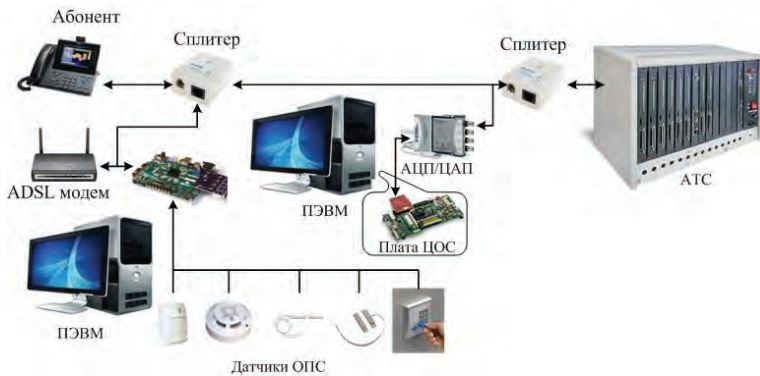 Абонент
Сплитер
Сплитер
ADSL модем
АЦП/ЦАП
АТС
ПЭВМ
Плата ЦОС
ПЭВМ
Датчики ОПС